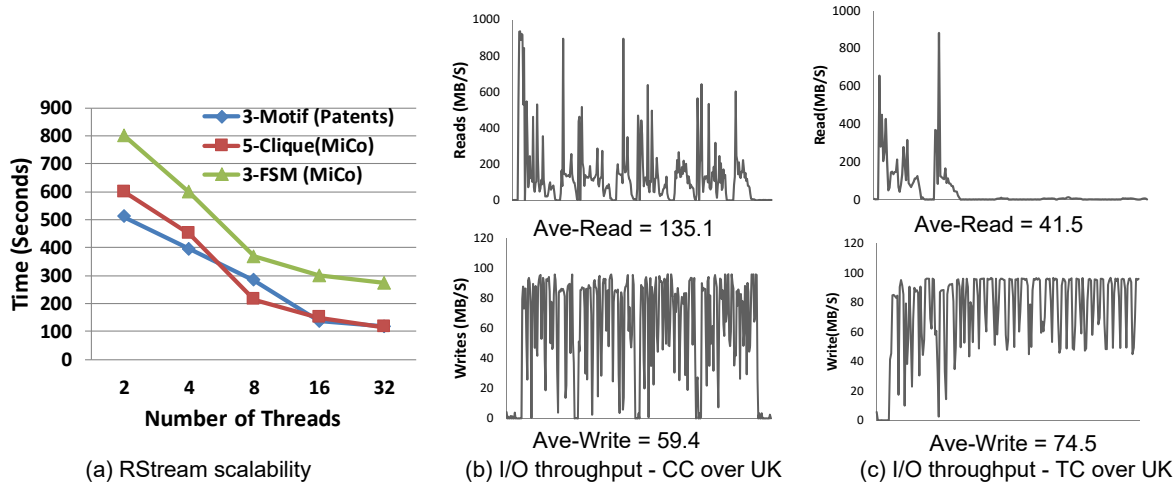 900
800
700
600
500
400
300
200
100
0
Time (Seconds)
3-Motif (Patents)
5-Clique(MiCo)
3-FSM (MiCo)
2 4 8 16 32
Number of Threads
(a) RStream scalability
1000
800
600
400
200
0
Reads (MB/S)
Ave-Read = 135.1
120
100
80
60
40
20
0
Writes (MB/S)
Ave-Write = 59.4
(b) I/O throughput - CC over UK
1000
800
600
400
200
0
Read(MB/S)
Ave-Read = 41.5
120
100
80
60
40
20
0
Write(MB/S)
Ave-Write = 74.5
(c) I/O throughput - TC over UK